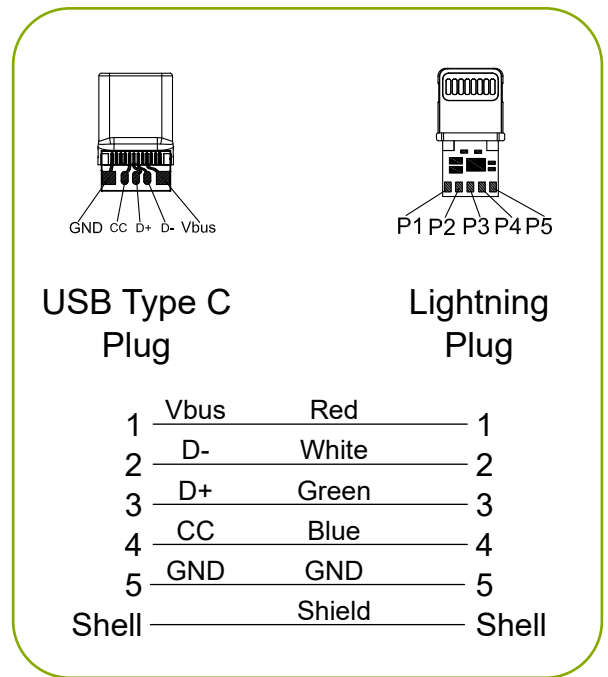 GND CC D+ D- Vbus
P1 P2 P3 P4 P5
USB Type C
Plug
Lightning
Plug
1 Vbus Red 1
2 D- White 2
3 D+ Green 3
4 CC Blue 4
5 GND GND 5
Shell Shield Shell